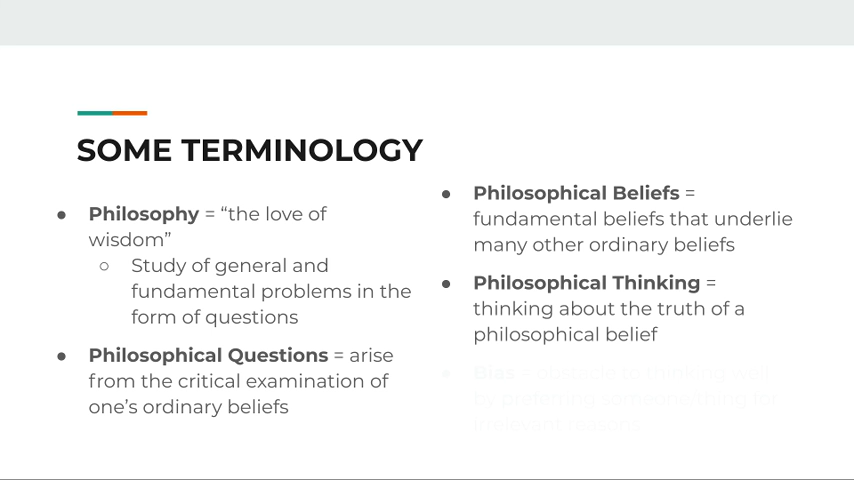 SOME TERMINOLOGY
● Philosophy = “the love of
wisdom”
○ Study of general and
fundamental problems in the
form of questions
● Philosophical Questions = arise
from the critical examination of
one’s ordinary beliefs
● Philosophical Beliefs =
fundamental beliefs that underlie
many other ordinary beliefs
● Philosophical Thinking =
thinking about the truth of a
philosophical belief
● Bias = obstacle to thinking well
by preferring someone/thing for
irrelevant reasons